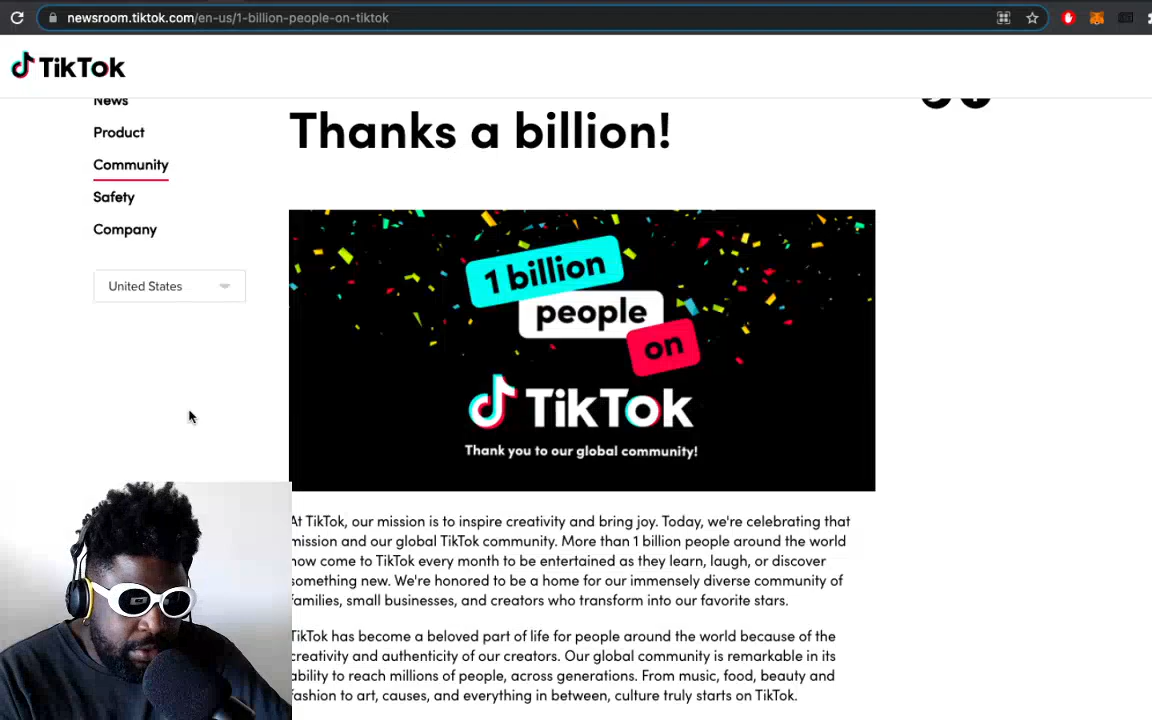 newsroom.tiktok.com/en-us/1-billion-people-on-tiktok
TikTok
News
Product
Community
Safety
Company
United States
Thanks a billion!
1 billion
people
on
TikTok
Thank you to our global community!
At TikTok, our mission is to inspire creativity and bring joy. Today, we're celebrating that
mission and our global TikTok community. More than 1 billion people around the world
now come to TikTok every month to be entertained as they learn, laugh, or discover
something new. We're honored to be a home for our immensely diverse community of
families, small businesses, and creators who transform into our favorite stars.
TikTok has become a beloved part of life for people around the world because of the
creativity and authenticity of our creators. Our global community is remarkable in its
ability to reach millions of people, across generations. From music, food, beauty and
fashion to art, causes, and everything in between, culture truly starts on TikTok.